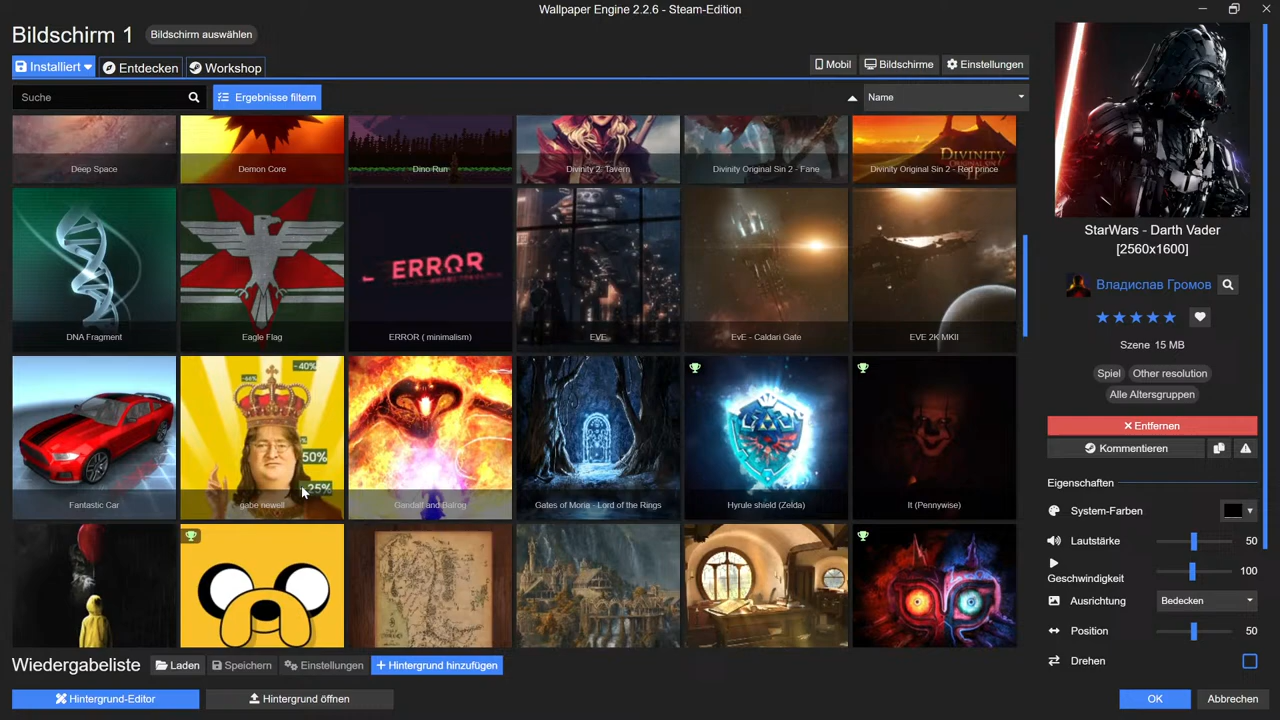 Wallpaper Engine 2.2.6 - Steam-Edition
Bildschirm 1
Bildschirm auswählen
Installiert
Entdecken
Workshop
Mobil
Bildschirme
Einstellungen
Suche
Ergebnisse filtern
Name
Deep Space
Demon Core
Dino Run
Divinity 2: Tavern
Divinity Original Sin 2 - Fane
DIVINITY
Divinity Original Sin 2 - Red prince
DNA Fragment
Eagle Flag
ERROR
ERROR ( minimalism)
EVE
EvE - Caldari Gate
EVE 2K MKII
Fantastic Car
-40%
50%
-25%
gabe newell
Gandalf and Balrog
Gates of Moria - Lord of the Rings
Hyrule shield (Zelda)
It (Pennywise)
StarWars - Darth Vader
[2560x1600]
Владислав Громов
Szene 15 MB
Spiel
Other resolution
Alle Altersgruppen
Entfernen
Kommentieren
Eigenschaften
System-Farben
Lautstärke
50
Geschwindigkeit
100
Ausrichtung
Bedecken
Position
50
Drehen
Wiedergabeliste
Laden
Speichern
Einstellungen
Hintergrund hinzufügen
Hintergrund-Editor
Hintergrund öffnen
OK
Abbrechen